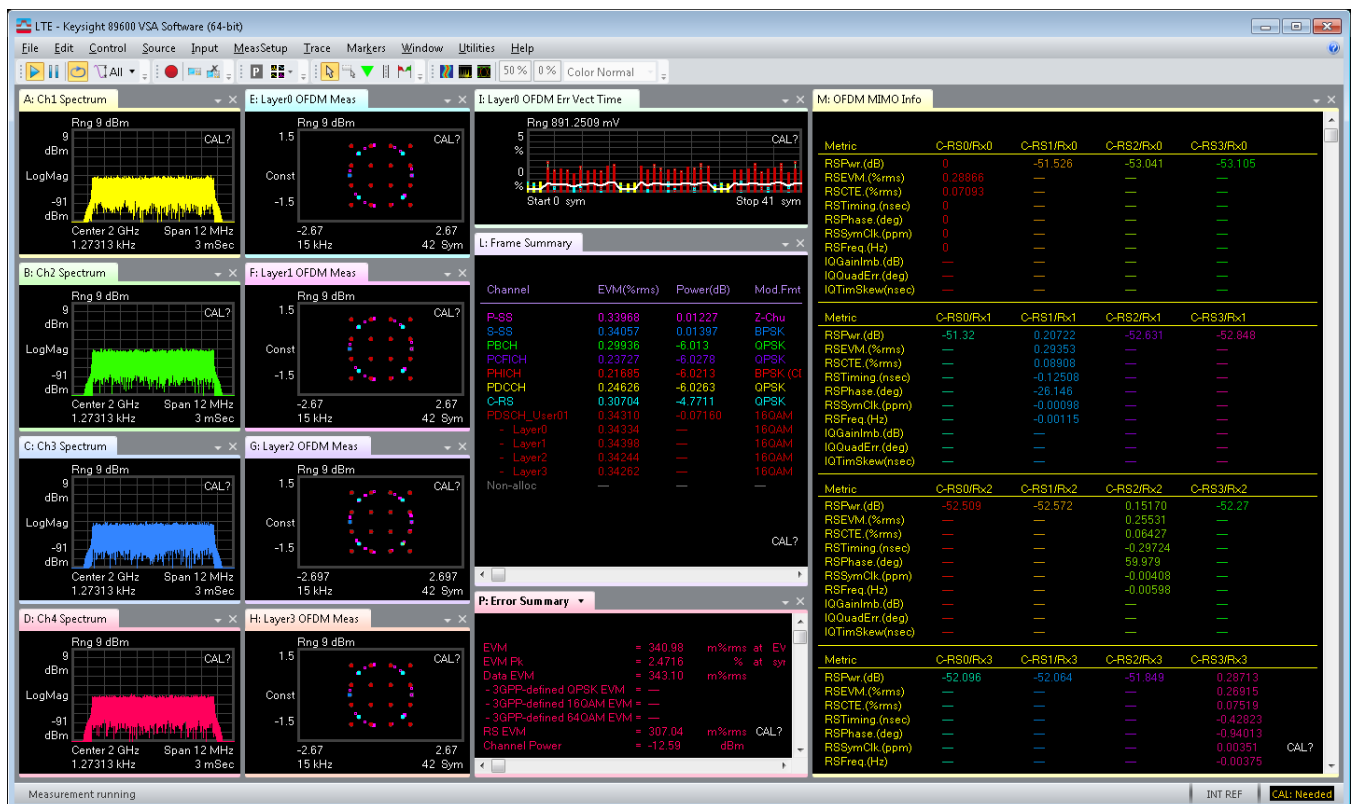 LTE - Keysight 89600 VSA Software (64-bit)
File Edit Control Source Input MeasSetup Trace Markers Window Utilities Help
All 50% 0% Color Normal
A: Ch1 Spectrum
Rng 9 dBm
9
dBm
CAL?
LogMag
-91
dBm
Center 2 GHz Span 12 MHz
1.27313 kHz 3 mSec
B: Ch2 Spectrum
Rng 9 dBm
9
dBm
CAL?
LogMag
-91
dBm
Center 2 GHz Span 12 MHz
1.27313 kHz 3 mSec
C: Ch3 Spectrum
Rng 9 dBm
9
dBm
CAL?
LogMag
-91
dBm
Center 2 GHz Span 12 MHz
1.27313 kHz 3 mSec
D: Ch4 Spectrum
Rng 9 dBm
9
dBm
CAL?
LogMag
-91
dBm
Center 2 GHz Span 12 MHz
1.27313 kHz 3 mSec
E: Layer0 OFDM Meas
Rng 9 dBm
1.5 CAL?
Const
-1.5
-2.67 2.67
15 kHz 42 Sym
F: Layer1 OFDM Meas
Rng 9 dBm
1.5 CAL?
Const
-1.5
-2.67 2.67
15 kHz 42 Sym
G: Layer2 OFDM Meas
Rng 9 dBm
1.5 CAL?
Const
-1.5
-2.697 2.697
15 kHz 42 Sym
H: Layer3 OFDM Meas
Rng 9 dBm
1.5 CAL?
Const
-1.5
-2.67 2.67
15 kHz 42 Sym
I: Layer0 OFDM Err Vect Time
Rng 891.2509 mV
5 CAL?
%
0
%
Start 0 sym Stop 41 sym
L: Frame Summary
Channel EVM(%rms) Power(dB) Mod.Fmt
P-SS 0.33968 0.01227 Z-Chu
S-SS 0.34057 0.01397 BPSK
PBCH 0.29936 -6.013 QPSK
PCFICH 0.23727 -6.0278 QPSK
PHICH 0.21685 -6.0213 BPSK (CD
PDCCH 0.24626 -6.0263 QPSK
C-RS 0.30704 -4.7711 QPSK
PDSCH_User01 0.34310 -0.07160 16QAM
- Layer0 0.34334 — 16QAM
- Layer1 0.34398 — 16QAM
- Layer2 0.34244 — 16QAM
- Layer3 0.34262 — 16QAM
Non-alloc — — —
CAL?
P: Error Summary
EVM = 340.98 m%rms at EV
EVM Pk = 2.4716 % at syr
Data EVM = 343.10 m%rms
- 3GPP-defined QPSK EVM = —
- 3GPP-defined 16QAM EVM = —
- 3GPP-defined 64QAM EVM = —
RS EVM = 307.04 m%rms CAL?
Channel Power = -12.59 dBm
M: OFDM MIMO Info
Metric C-RS0/Rx0 C-RS1/Rx0 C-RS2/Rx0 C-RS3/Rx0
RSPwr.(dB) 0 -51.526 -53.041 -53.105
RSEVM.(%rms) 0.28866 — — —
RSCTE.(%rms) 0.07093 — — —
RSTiming.(nsec) 0 — — —
RSPhase.(deg) 0 — — —
RSSymClk.(ppm) 0 — — —
RSFreq.(Hz) 0 — — —
IQGainImb.(dB) — — — —
IQQuadErr.(deg) — — — —
IQTimSkew(nsec) — — — —
Metric C-RS0/Rx1 C-RS1/Rx1 C-RS2/Rx1 C-RS3/Rx1
RSPwr.(dB) -51.32 0.20722 -52.631 -52.848
RSEVM.(%rms) — 0.29353 — —
RSCTE.(%rms) — 0.08908 — —
RSTiming.(nsec) — -0.12508 — —
RSPhase.(deg) — -26.146 — —
RSSymClk.(ppm) — -0.00098 — —
RSFreq.(Hz) — -0.00115 — —
IQGainImb.(dB) — — — —
IQQuadErr.(deg) — — — —
IQTimSkew(nsec) — — — —
Metric C-RS0/Rx2 C-RS1/Rx2 C-RS2/Rx2 C-RS3/Rx2
RSPwr.(dB) -52.509 -52.572 0.15170 -52.27
RSEVM.(%rms) — — 0.25531 —
RSCTE.(%rms) — — 0.06427 —
RSTiming.(nsec) — — -0.29724 —
RSPhase.(deg) — — 59.979 —
RSSymClk.(ppm) — — -0.00408 —
RSFreq.(Hz) — — -0.00598 —
IQGainImb.(dB) — — — —
IQQuadErr.(deg) — — — —
IQTimSkew(nsec) — — — —
Metric C-RS0/Rx3 C-RS1/Rx3 C-RS2/Rx3 C-RS3/Rx3
RSPwr.(dB) -52.096 -52.064 -51.849 0.28713
RSEVM.(%rms) — — — 0.26915
RSCTE.(%rms) — — — 0.07519
RSTiming.(nsec) — — — -0.42823
RSPhase.(deg) — — — -0.94013
RSSymClk.(ppm) — — — 0.00351 CAL?
RSFreq.(Hz) — — — -0.00375
Measurement running INT REF CAL: Needed